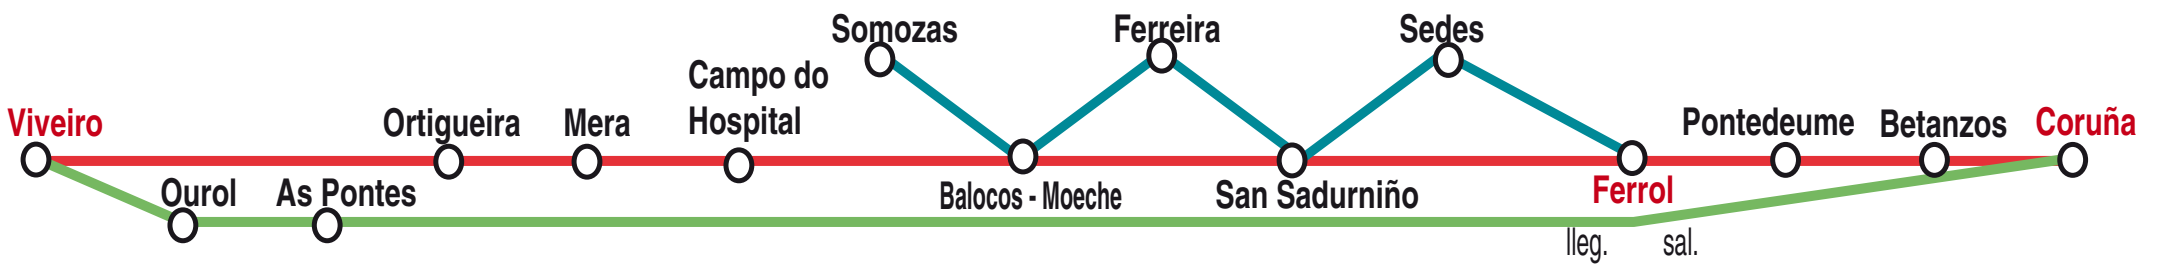 Somozas
Ferreira
Sedes
Campo do
Hospital
Viveiro
Ortigueira
Mera
Pontedeume
Betanzos
Coruña
Ourol
As Pontes
Balocos - Moeche
San Sadurniño
Ferrol
lleg.
sal.